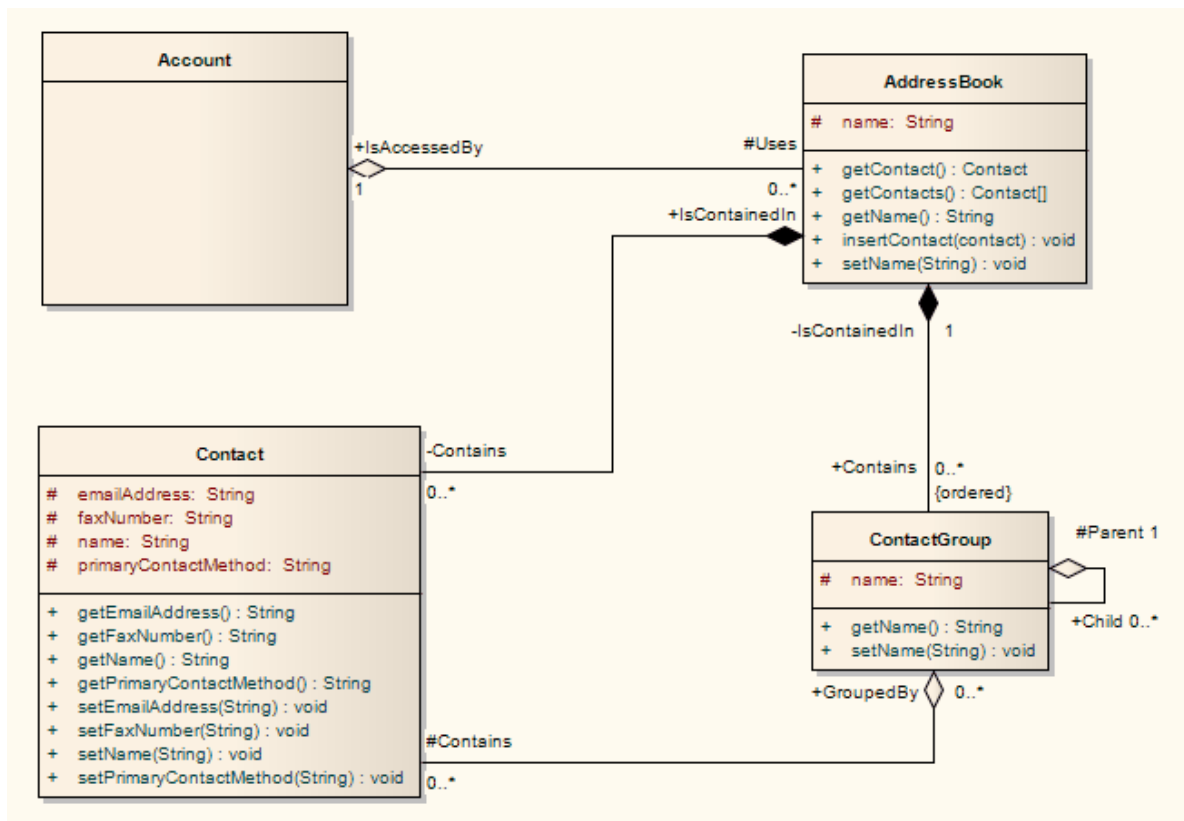 Account
AddressBook
# name: String
+ getContact() : Contact
+ getContacts() : Contact[]
+ getName() : String
+ insertContact(contact) : void
+ setName(String) : void
+IsAccessedBy
1
#Uses
0..*
+IsContainedIn
-IsContainedIn 1
-Contains
0..*
+Contains 0..*
{ordered}
Contact
# emailAddress: String
# faxNumber: String
# name: String
# primaryContactMethod: String
+ getEmailAddress() : String
+ getFaxNumber() : String
+ getName() : String
+ getPrimaryContactMethod() : String
+ setEmailAddress(String) : void
+ setFaxNumber(String) : void
+ setName(String) : void
+ setPrimaryContactMethod(String) : void
ContactGroup
# name: String
+ getName() : String
+ setName(String) : void
#Parent 1
+Child 0..*
+GroupedBy 0..*
#Contains
0..*